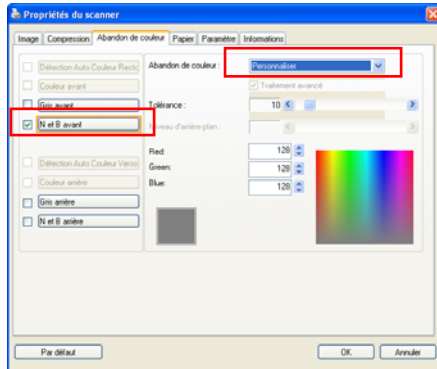 Propriétés du scanner
Image Compression Abandon de couleur Papier Paramètre Informations
Détection Auto Couleur Recto
Couleur avant
Gris avant
N et B avant
Détection Auto Couleur Verso
Couleur arrière
Gris arrière
N et B arrière
Abandon de couleur :
Personnaliser
Traitement avancé
Tolérance :
10
Niveau d'arrière-plan :
Red:
128
Green:
128
Blue:
128
Par défaut
OK
Annuler